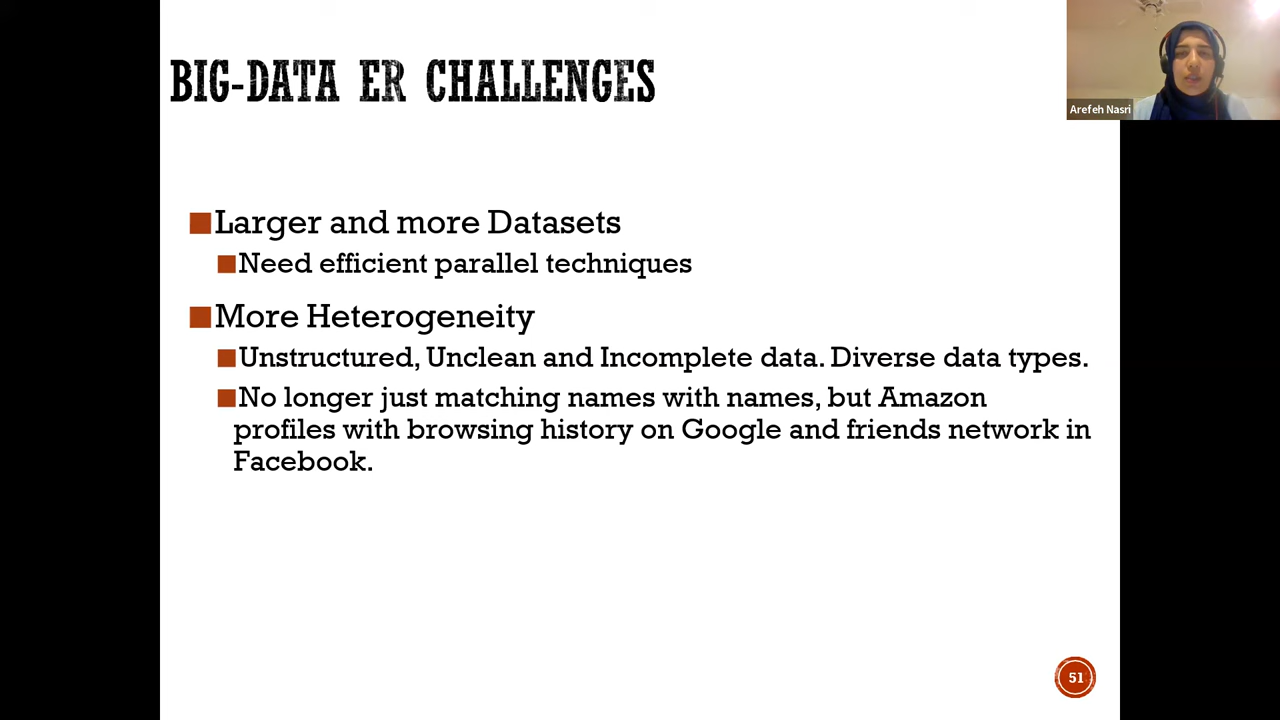 BIG-DATA ER CHALLENGES
Arefeh Nasri
Larger and more Datasets
Need efficient parallel techniques
More Heterogeneity
Unstructured, Unclean and Incomplete data. Diverse data types.
No longer just matching names with names, but Amazon
profiles with browsing history on Google and friends network in
Facebook.
51